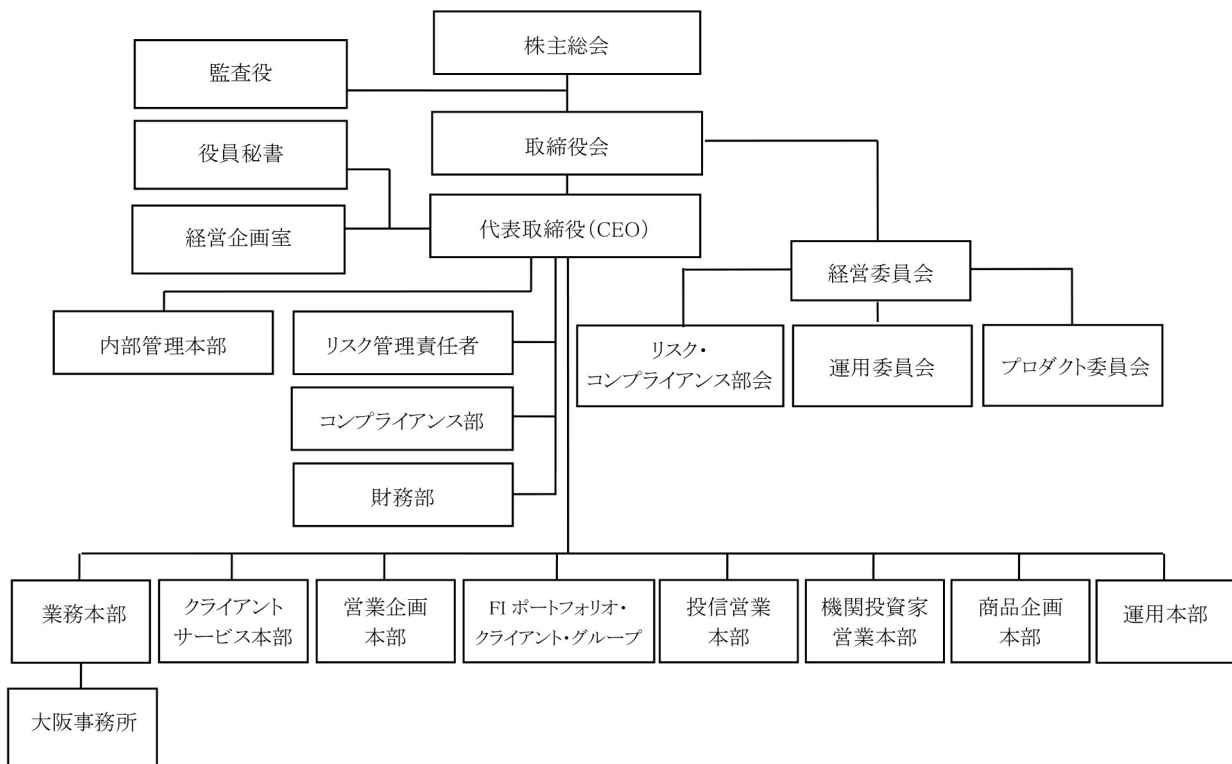 株主総会
監査役
取締役会
役員秘書
代表取締役(CEO)
経営企画室
経営委員会
内部管理本部
リスク管理責任者
リスク・
コンプライアンス部会
運用委員会
プロダクト委員会
コンプライアンス部
財務部
業務本部
クライアント
サービス本部
営業企画
本部
FI ポートフォリオ・
クライアント・グループ
投信営業
本部
機関投資家
営業本部
商品企画
本部
運用本部
大阪事務所